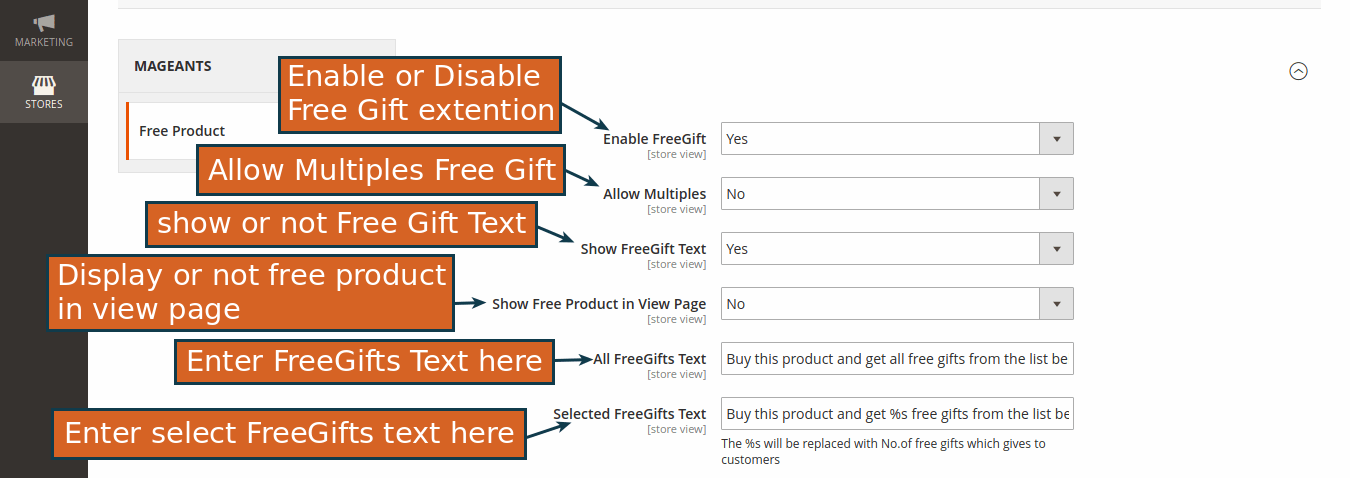 MARKETING
STORES
MAGEANTS
Free Product
Enable or Disable
Free Gift extention
Enable FreeGift
[store view]
Yes
Allow Multiples Free Gift
Allow Multiples
[store view]
No
show or not Free Gift Text
Show FreeGift Text
[store view]
Yes
Display or not free product
in view page
Show Free Product in View Page
[store view]
No
Enter FreeGifts Text here
All FreeGifts Text
[store view]
Buy this product and get all free gifts from the list be
Enter select FreeGifts text here
Selected FreeGifts Text
[store view]
Buy this product and get %s free gifts from the list be
The %s will be replaced with No.of free gifts which gives to
customers